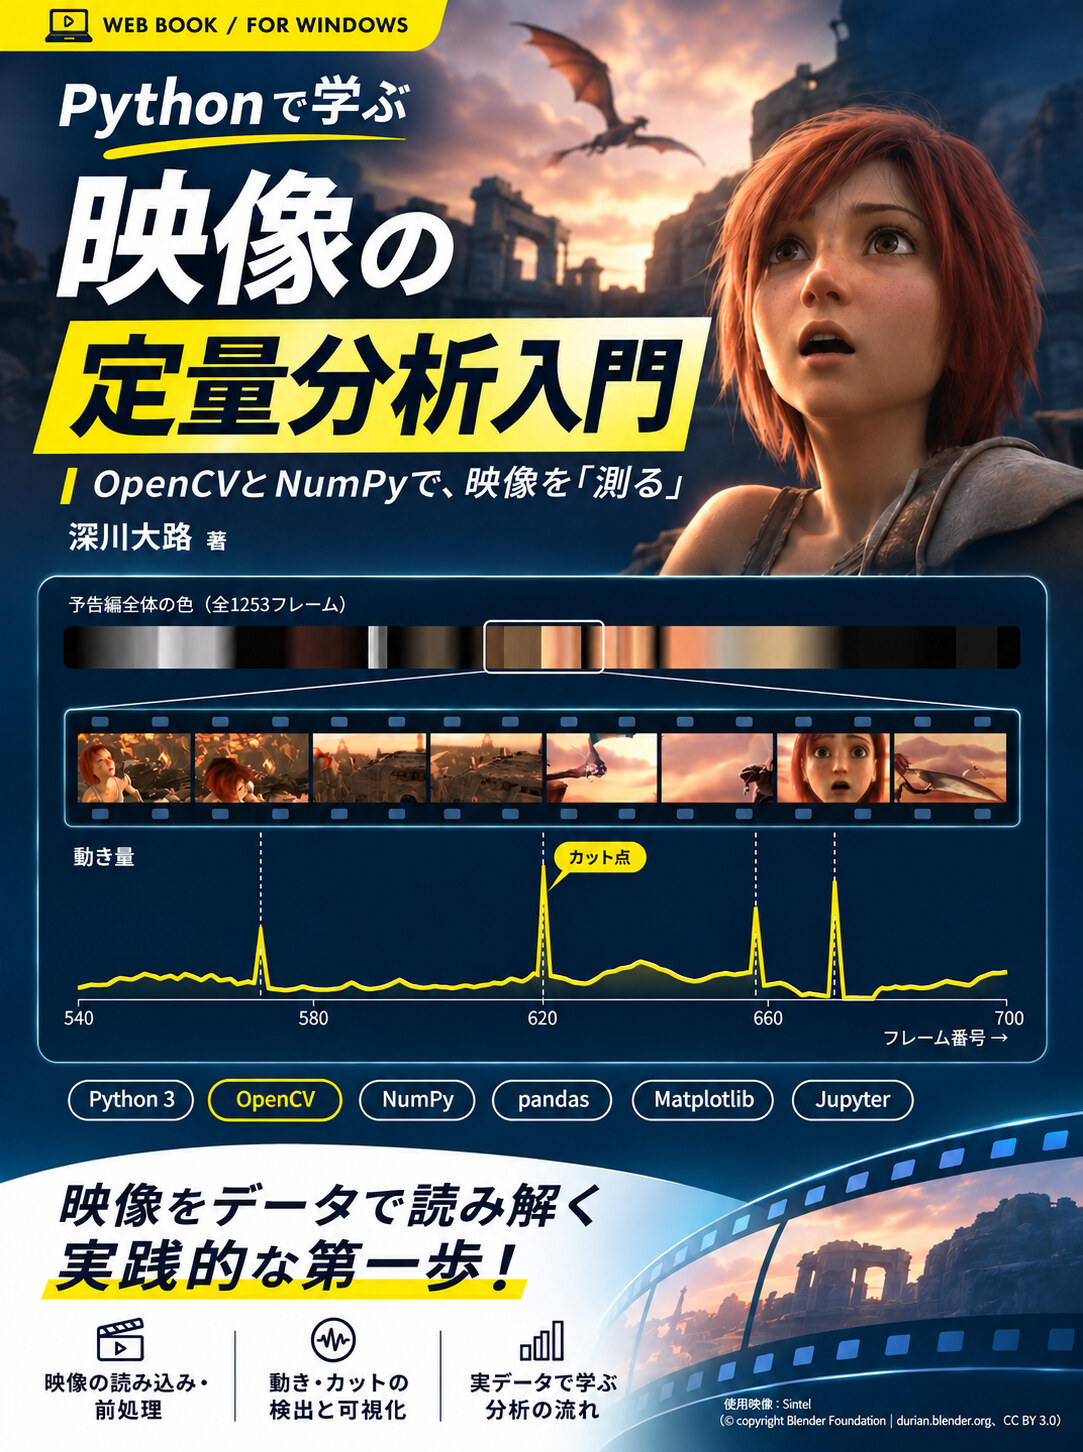 WEB BOOK / FOR WINDOWS
Pythonで学ぶ
映像の
定量分析入門
OpenCVとNumPyで、映像を「測る」
深川大路 著
予告編全体の色（全1253フレーム）
動き量
カット点
540 580 620 660 700
フレーム番号→
Python 3 OpenCV NumPy pandas Matplotlib Jupyter
映像をデータで読み解く
実践的な第一歩！
映像の読み込み・
前処理
動き・カットの
検出と可視化
実データで学ぶ
分析の流れ
使用映像：Sintel
（© copyright Blender Foundation | durian.blender.org、CC BY 3.0）